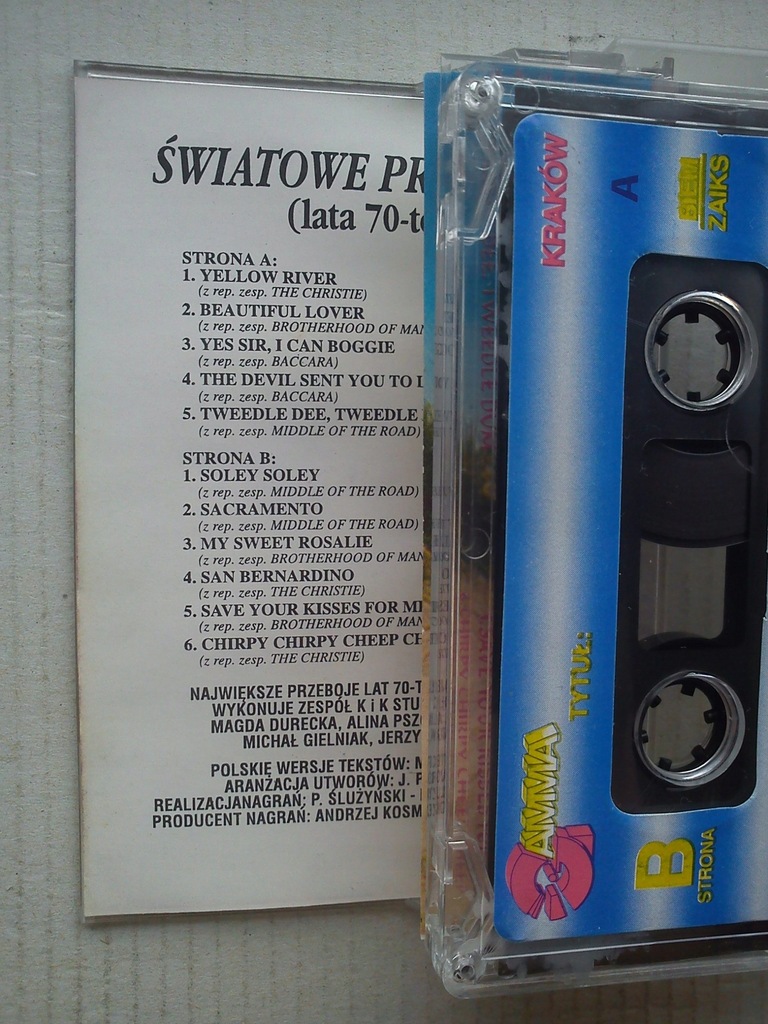 ŚWIATOWE PR
(lata 70-t
STRONA A:
1. YELLOW RIVER
(z rep. zesp. THE CHRISTIE)
2. BEAUTIFUL LOVER
(z rep. zesp. BROTHERHOOD OF MAN
3. YES SIR, I CAN BOGGIE
(z rep. zesp. BACCARA)
4. THE DEVIL SENT YOU TO L
(z rep. zesp. BACCARA)
5. TWEEDLE DEE, TWEEDLE
(z rep. zesp. MIDDLE OF THE ROAD)
STRONA B:
1. SOLEY SOLEY
(z rep. zesp. MIDDLE OF THE ROAD)
2. SACRAMENTO
(z rep. zesp. MIDDLE OF THE ROAD)
3. MY SWEET ROSALIE
(z rep. zesp. BROTHERHOOD OF MAN
4. SAN BERNARDINO
(z rep. zesp. THE CHRISTIE)
5. SAVE YOUR KISSES FOR M
(z rep. zesp. BROTHERHOOD OF MAN
6. CHIRPY CHIRPY CHEEP CH
(z rep. zesp. THE CHRISTIE)
NAJWIĘKSZE PRZEBOJE LAT 70-T
WYKONUJE ZESPÓŁ K i K STU
MAGDA DURECKA, ALINA PSZ
MICHAŁ GIELNIAK, JERZY
POLSKIE WERSJE TEKSTÓW: M
ARANŻACJA UTWORÓW: J. P
REALIZACJANAGRAŃ: P. ŚLUŻYŃSKI -
PRODUCENT NAGRAŃ: ANDRZEJ KOSM
KRAKÓW
A
BIEM
ZAIKS
TYTUŁ:
GAMMA
B
STRONA